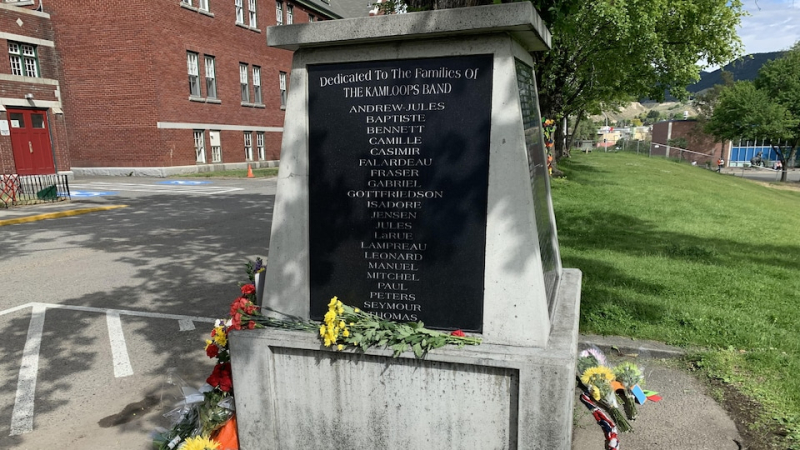 Dedicated To The Families Of
THE KAMLOOPS BAND
ANDREW-JULES
BAPTISTE
BENNETT
CAMILLE
CASIMIR
FALARDEAU
FRASER
GABRIEL
GOTTFRIEDSON
ISADORE
JENSEN
JULES
LaRUE
LAMPREAU
LEONARD
MANUEL
MITCHEL
PAUL
PETERS
SEYMOUR
THOMAS